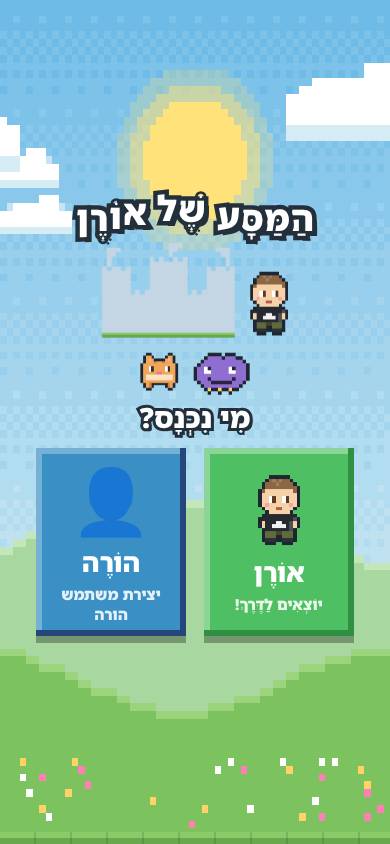 הַמַּסָּע שֶׁל אוֹרֶן
מִי נִכְנָס?
אוֹרֶן
יוֹצְאִים לַדֶּרֶךְ!
הוֹרֶה
יצירת משתמש
הורה